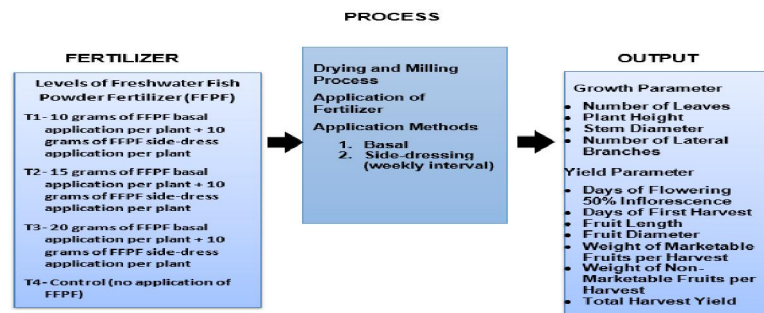 PROCESS
FERTILIZER
Levels of Freshwater Fish
Powder Fertilizer (FFPF)
T1- 10 grams of FFPF basal
application per plant + 10
grams of FFPF side-dress
application per plant
T2- 15 grams of FFPF basal
application per plant + 10
grams of FFPF side-dress
application per plant
T3- 20 grams of FFPF basal
application per plant + 10
grams of FFPF side-dress
application per plant
T4- Control (no application of
FFPF)
Drying and Milling
Process
Application of
Fertilizer
Application Methods
1. Basal
2. Side-dressing
(weekly interval)
OUTPUT
Growth Parameter
• Number of Leaves
• Plant Height
• Stem Diameter
• Number of Lateral
Branches
Yield Parameter
• Days of Flowering
50% Inflorescence
• Days of First Harvest
• Fruit Length
• Fruit Diameter
• Weight of Marketable
Fruits per Harvest
• Weight of Non-
Marketable Fruits per
Harvest
• Total Harvest Yield